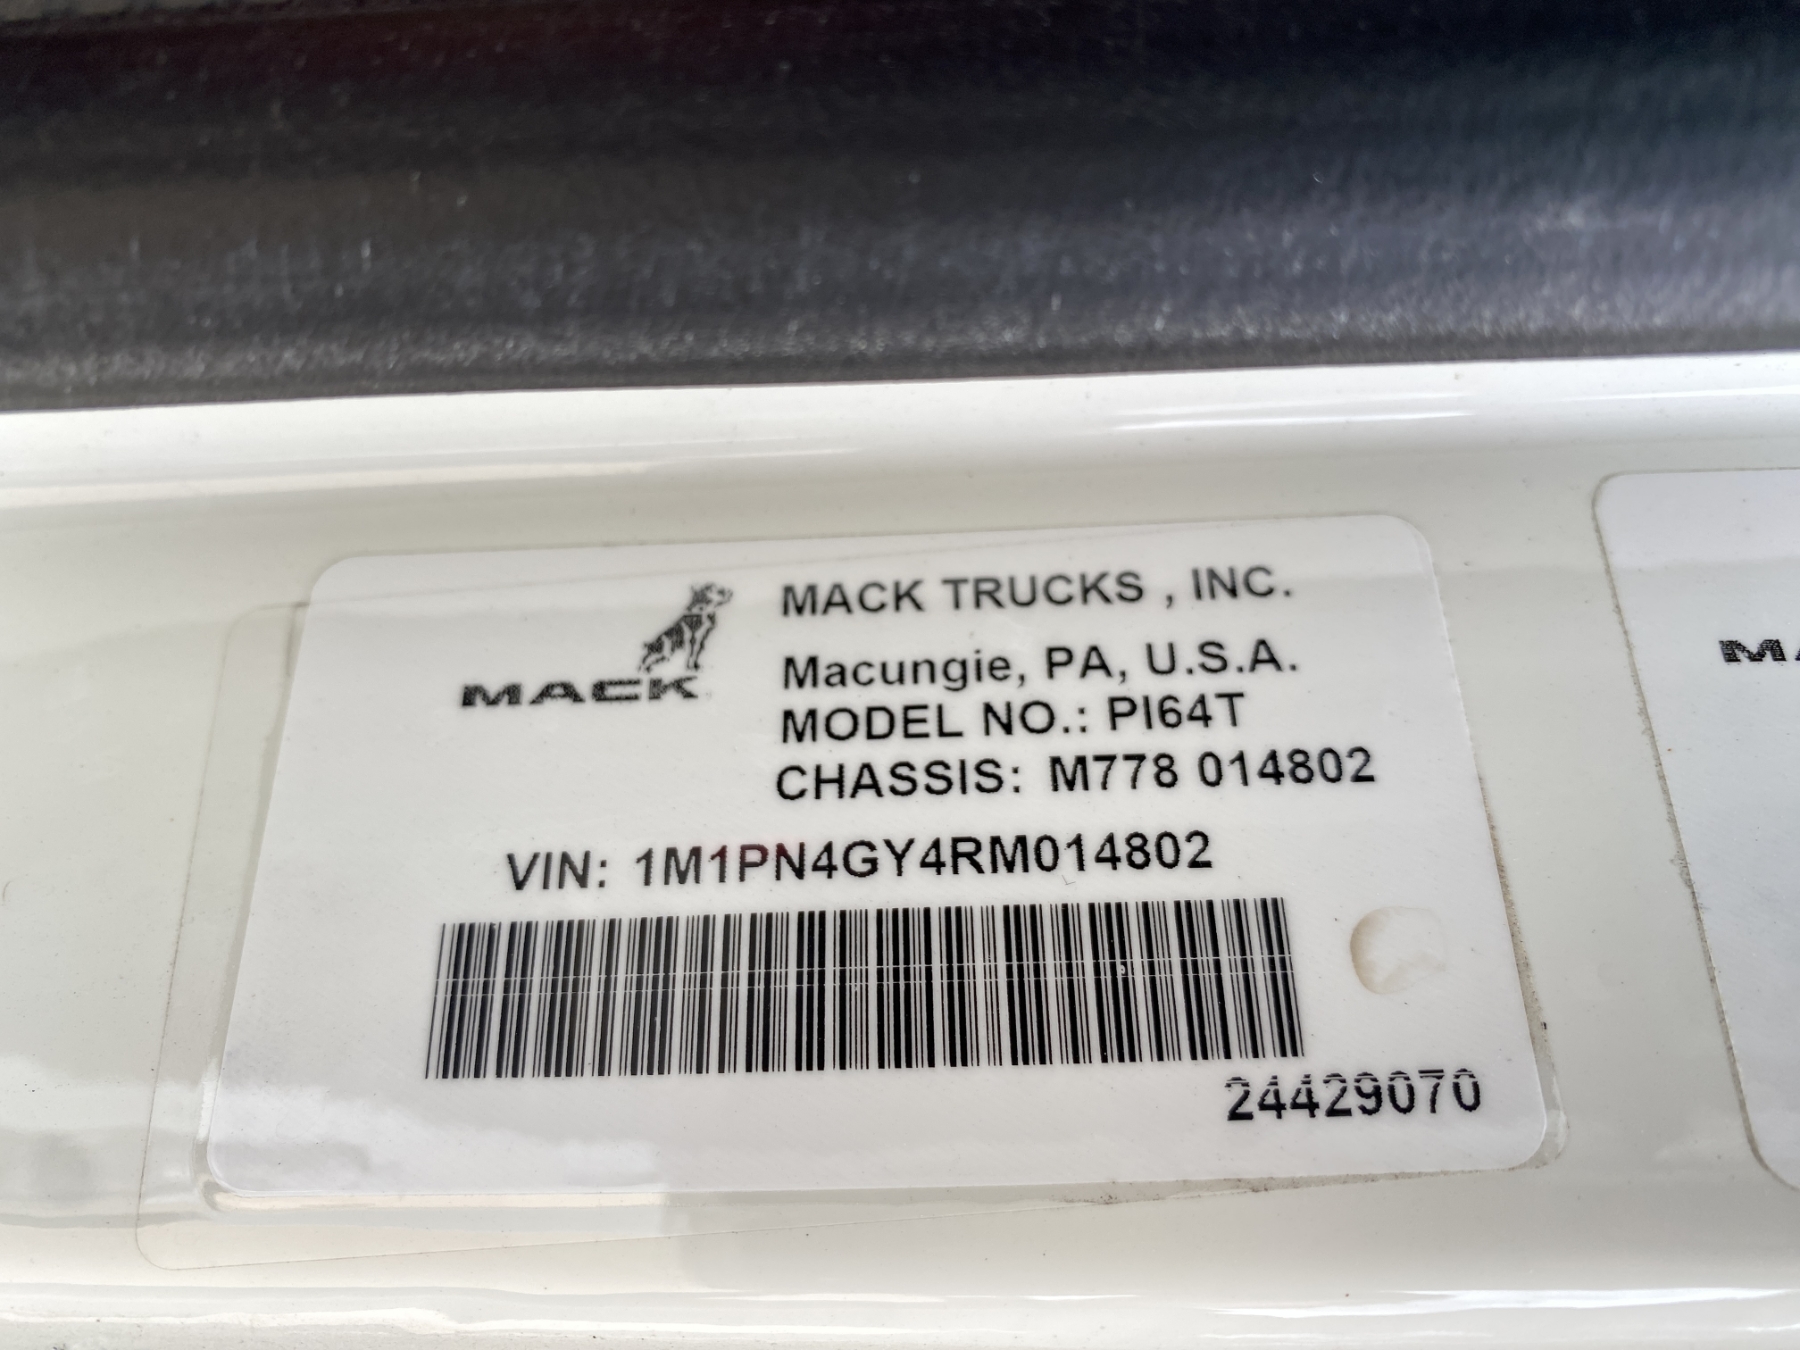 MACK
MACK TRUCKS , INC.
Macungie, PA, U.S.A.
MODEL NO.: PI64T
CHASSIS: M778 014802
VIN: 1M1PN4GY4RM014802
24429070